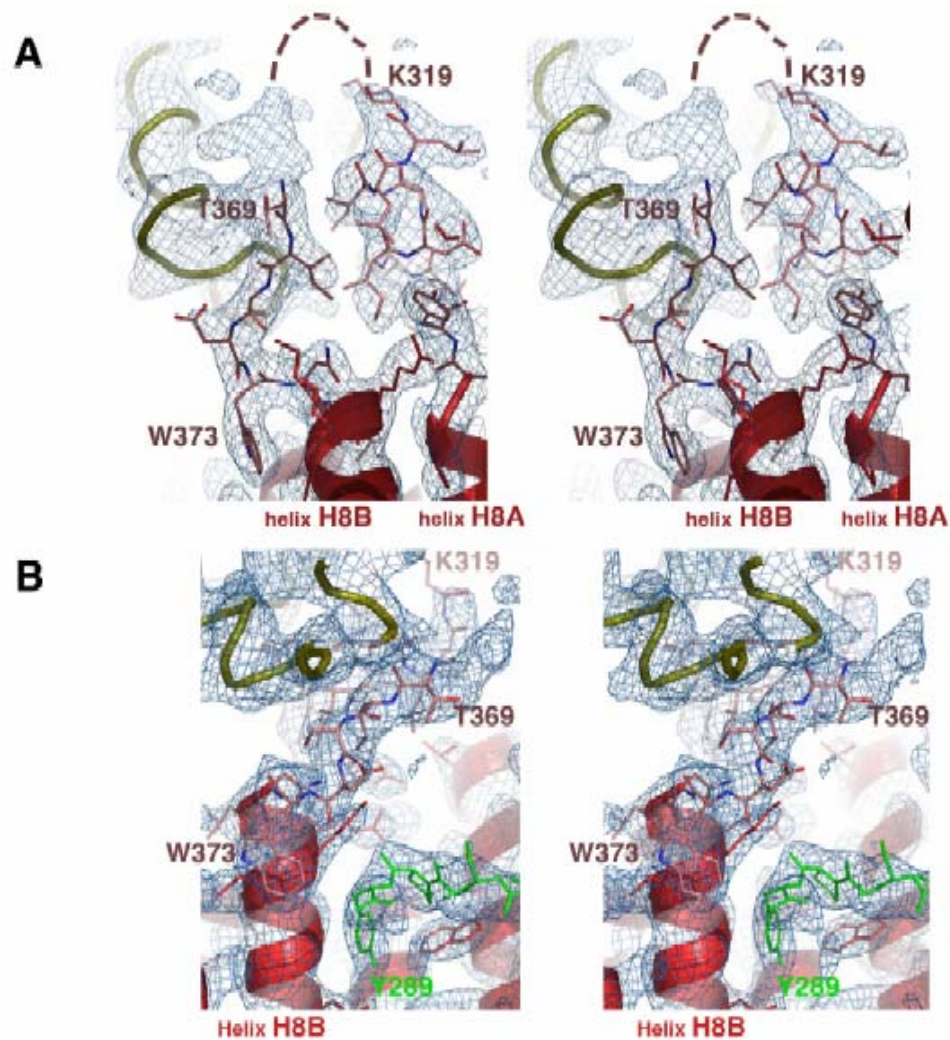 A
K319 K319
T369 T369
W373 W373
helix H8B helix H8A helix H8B helix H8A
B
K319 K319
T369 T369
W373 W373
Y289 Y289
Helix H8B Helix H8B